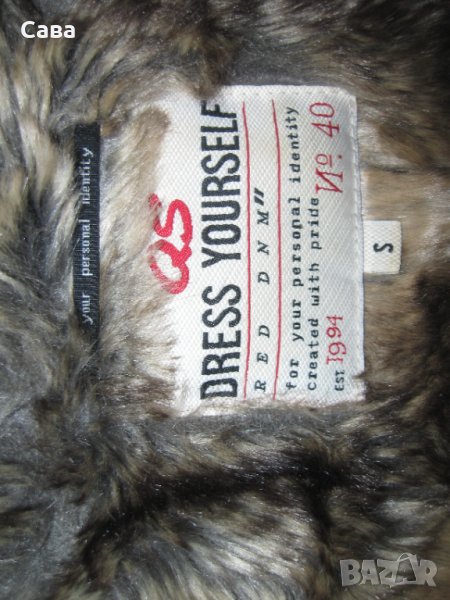 Сава
your personal identity
QS
DRESS YOURSELF
RED DNM"
for your personal identity
created with pride
EST. 1994 Nº. 40
S
BAZAR